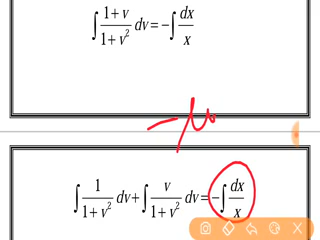 ∫ (1+v)/(1+v²) dv = −∫ dx/x
∫ 1/(1+v²) dv + ∫ v/(1+v²) dv = −∫ dx/x